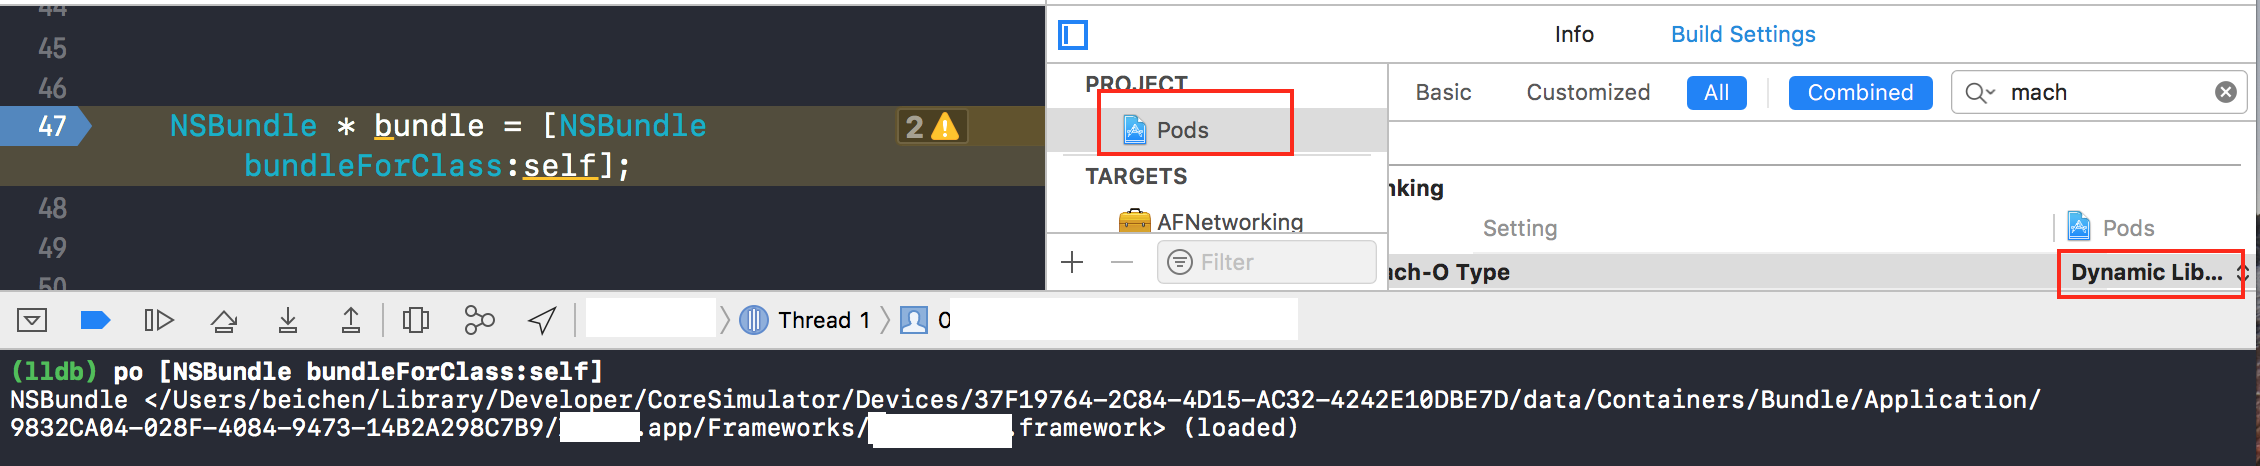 44
45
46
47 NSBundle * bundle = [NSBundle 2
bundleForClass:self];
48
49
50
Info Build Settings
PROJECT
Pods
TARGETS
AFNetworking
Filter
Basic Customized All Combined mach
nking
Setting Pods
ach-O Type Dynamic Lib...
Thread 1 0
(lldb) po [NSBundle bundleForClass:self]
NSBundle </Users/beichen/Library/Developer/CoreSimulator/Devices/37F19764-2C84-4D15-AC32-4242E10DBE7D/data/Containers/Bundle/Application/
9832CA04-028F-4084-9473-14B2A298C7B9/ .app/Frameworks/ .framework> (loaded)